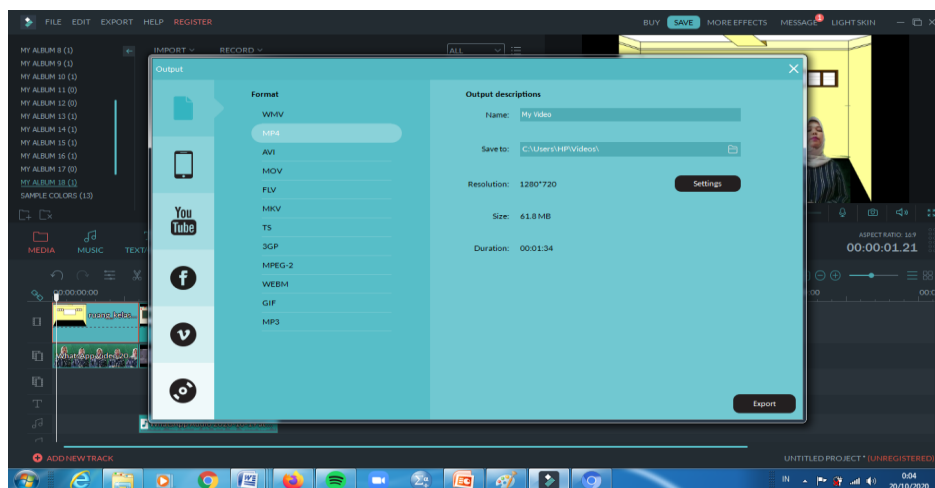 FILE EDIT EXPORT HELP REGISTER
BUY SAVE MORE EFFECTS MESSAGE LIGHT SKIN
MY ALBUM 8 (1)
MY ALBUM 9 (1)
MY ALBUM 10 (1)
MY ALBUM 11 (0)
MY ALBUM 12 (0)
MY ALBUM 13 (1)
MY ALBUM 14 (1)
MY ALBUM 15 (1)
MY ALBUM 16 (1)
MY ALBUM 17 (0)
MY ALBUM 18 (1)
SAMPLE COLORS (13)
IMPORT RECORD ALL
Output
Format
WMV
MP4
AVI
MOV
FLV
MKV
TS
3GP
MPEG-2
WEBM
GIF
MP3
You
Tube
Output descriptions
Name: My Video
Save to: C:\Users\HP\Videos\
Resolution: 1280*720 Settings
Size: 61.8 MB
Duration: 00:01:34
Export
MEDIA MUSIC
ASPECT RATIO: 16:9
00:00:01.21
00:00:00:00
ruang kelas...
ADD NEW TRACK
UNTITLED PROJECT * (UNREGISTERED)
IN
0:04
20/10/2020